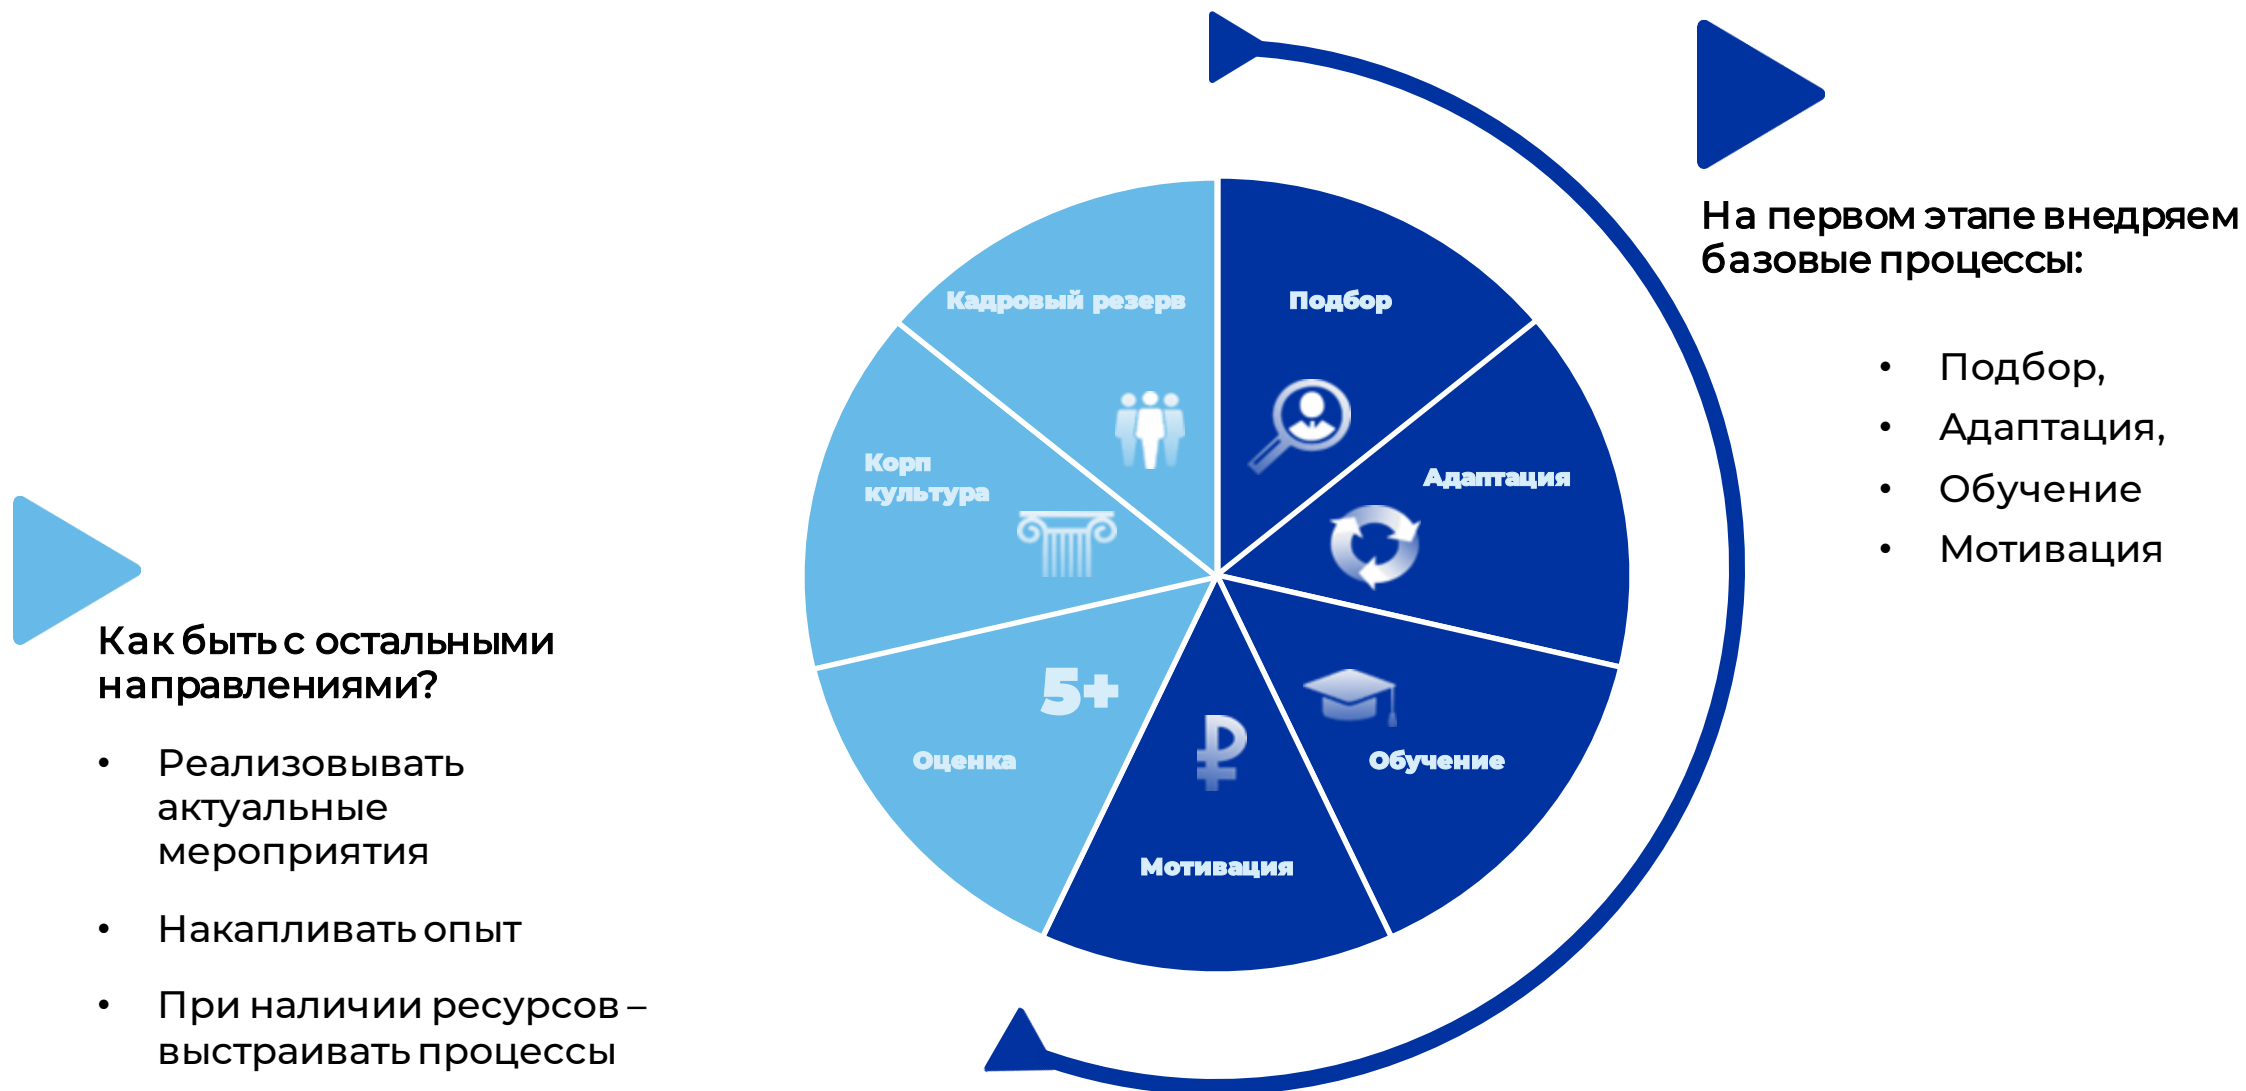 На первом этапе внедряем
базовые процессы:
• Подбор,
• Адаптация,
• Обучение
• Мотивация
Кадровый резерв
Подбор
Корп
культура
Адаптация
5+
Оценка
₽
Обучение
Мотивация
Как быть с остальными
направлениями?
• Реализовывать
актуальные
мероприятия
• Накапливать опыт
• При наличии ресурсов –
выстраивать процессы